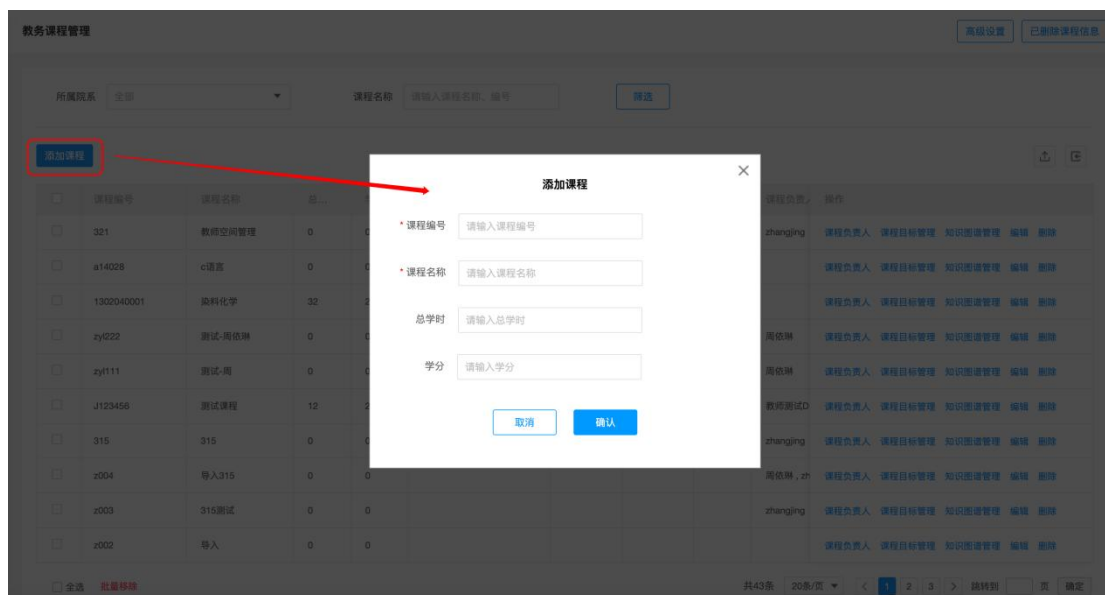 教务课程管理 高级设置 已删除课程信息
所属院系 全部 课程名称 请输入课程名称、编号 筛选
添加课程
课程编号 课程名称 总... 课程负责人 操作
321 教师空间管理 0 0 zhangjing 课程负责人 课程目标管理 知识图谱管理 编辑 删除
a14028 c语言 0 0 课程负责人 课程目标管理 知识图谱管理 编辑 删除
1302040001 染料化学 32 2 课程负责人 课程目标管理 知识图谱管理 编辑 删除
zyl222 测试-周依琳 0 0 周依琳 课程负责人 课程目标管理 知识图谱管理 编辑 删除
zyl111 测试-周 0 0 周依琳 课程负责人 课程目标管理 知识图谱管理 编辑 删除
J123456 测试课程 12 2 教师测试D 课程负责人 课程目标管理 知识图谱管理 编辑 删除
315 315 0 0 zhangjing 课程负责人 课程目标管理 知识图谱管理 编辑 删除
z004 导入315 0 0 周依琳，zh 课程负责人 课程目标管理 知识图谱管理 编辑 删除
z003 315测试 0 0 zhangjing 课程负责人 课程目标管理 知识图谱管理 编辑 删除
z002 导入 0 0 课程负责人 课程目标管理 知识图谱管理 编辑 删除
全选 批量移除 共43条 20条/页 < 1 2 3 > 跳转到 页 确定
添加课程 ×
* 课程编号 请输入课程编号
* 课程名称 请输入课程名称
总学时 请输入总学时
学分 请输入学分
取消 确认